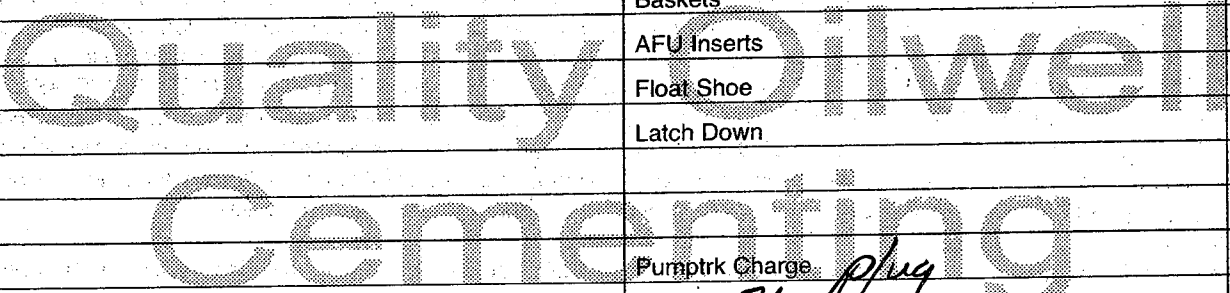 Baskets
AFU Inserts
Quality Oilwell
Float Shoe
Latch Down
Cementing
Pumptrk Charge plug